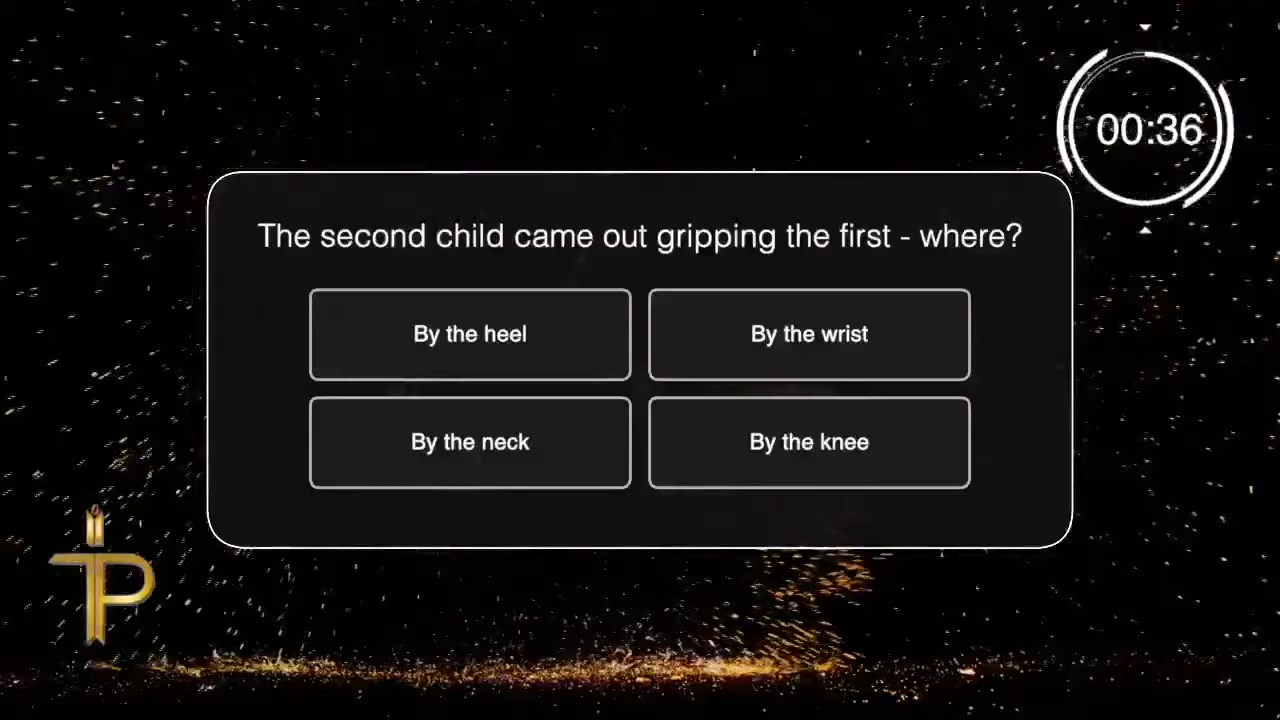 00:36
The second child came out gripping the first - where?
By the heel
By the wrist
By the neck
By the knee
TP